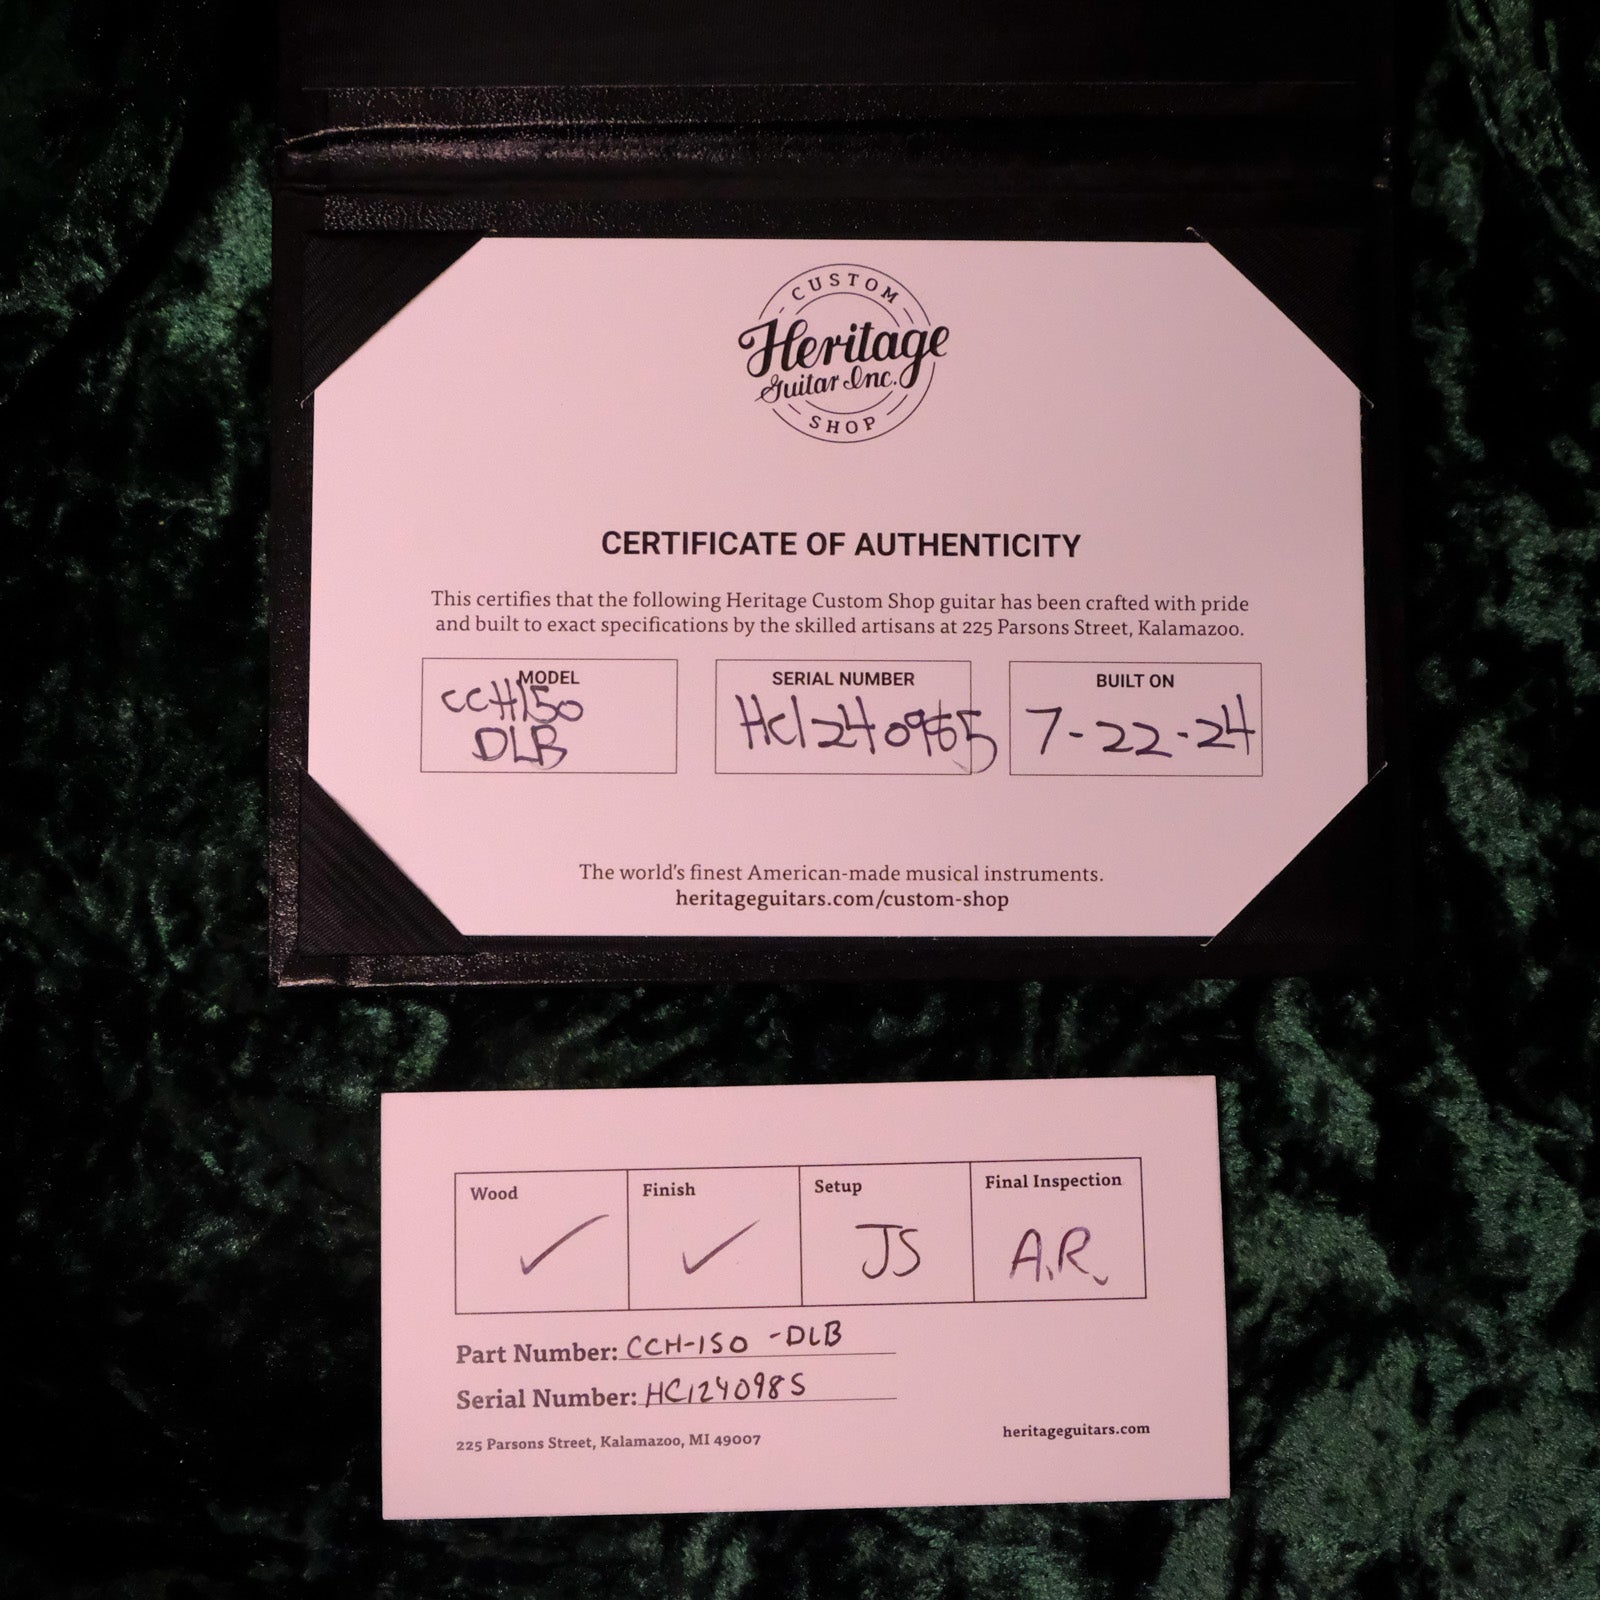 CUSTOM
Heritage
Guitar Inc.
SHOP
CERTIFICATE OF AUTHENTICITY
This certifies that the following Heritage Custom Shop guitar has been crafted with pride
and built to exact specifications by the skilled artisans at 225 Parsons Street, Kalamazoo.
MODEL SERIAL NUMBER BUILT ON
CCH150 7-22-24
DLB
The world's finest American-made musical instruments.
heritageguitars.com/custom-shop
Wood Finish Setup Final Inspection
✓ ✓ JS A.R.
Part Number: CCH-150 -DLB
Serial Number: HC1240985
225 Parsons Street, Kalamazoo, MI 49007 heritageguitars.com